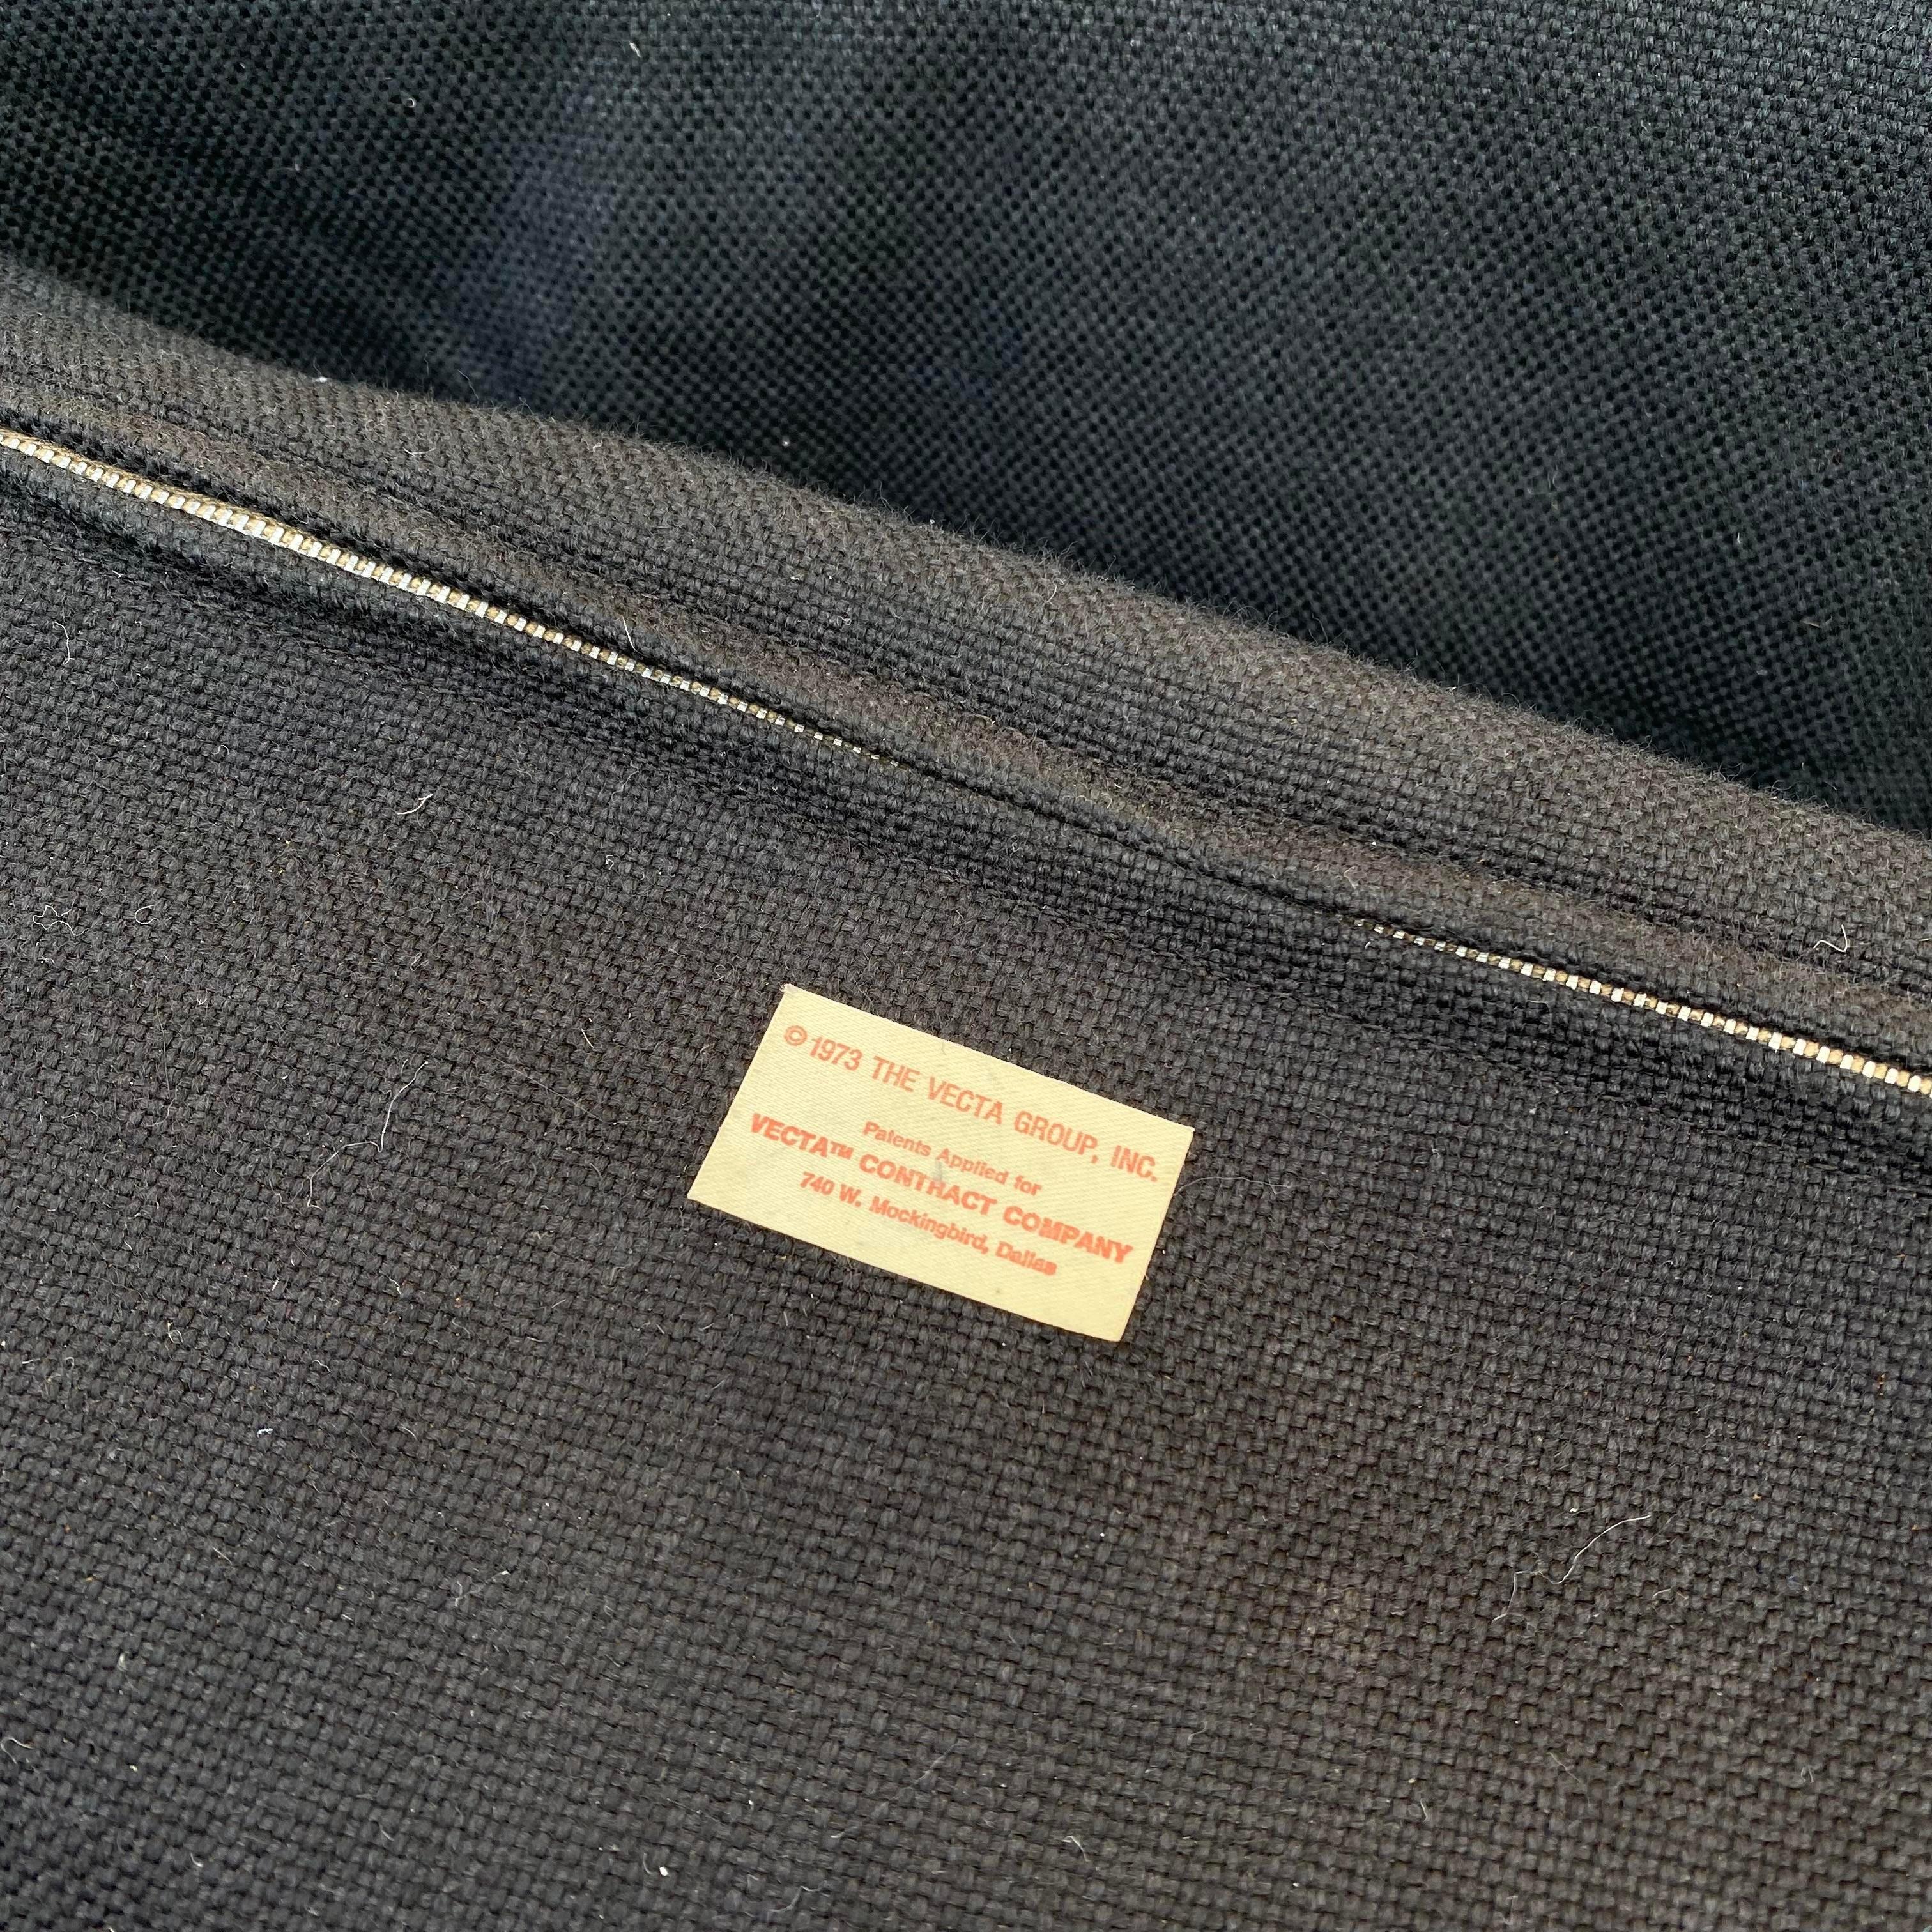 ©1973 THE VECTA GROUP, INC.
Patents Applied for
VECTA™ CONTRACT COMPANY
740 W. Mockingbird, Dallas